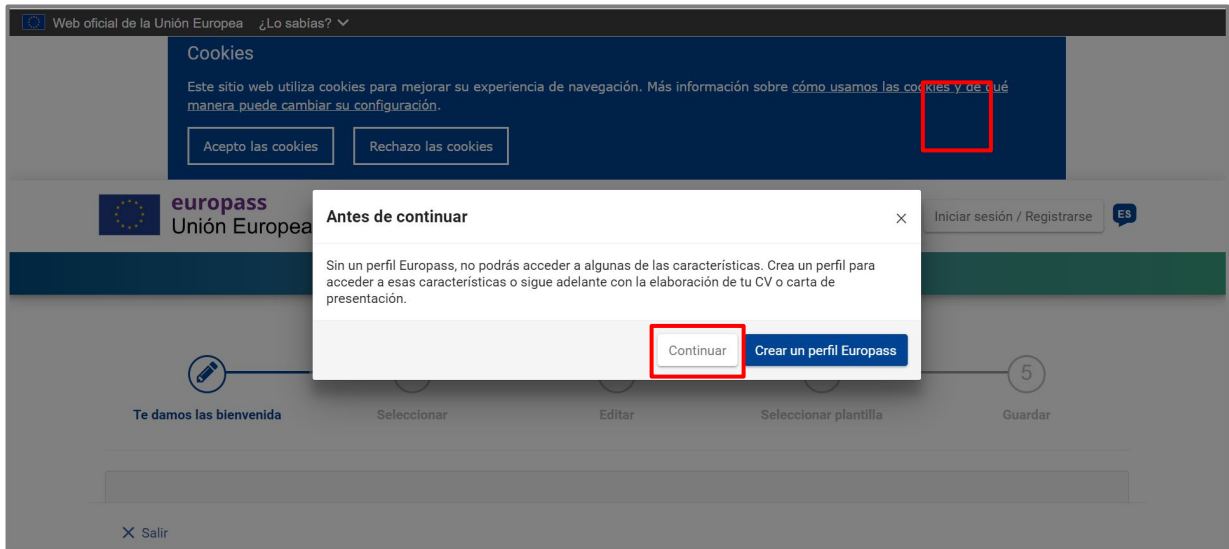 Web oficial de la Unión Europea ¿Lo sabías?
Cookies
Este sitio web utiliza cookies para mejorar su experiencia de navegación. Más información sobre cómo usamos las cookies y de qué
manera puede cambiar su configuración.
Acepto las cookies Rechazo las cookies
europass
Unión Europea
Iniciar sesión / Registrarse ES
Antes de continuar
Sin un perfil Europass, no podrás acceder a algunas de las características. Crea un perfil para
acceder a esas características o sigue adelante con la elaboración de tu CV o carta de
presentación.
Continuar Crear un perfil Europass
5
Te damos las bienvenida Seleccionar Editar Seleccionar plantilla Guardar
Salir